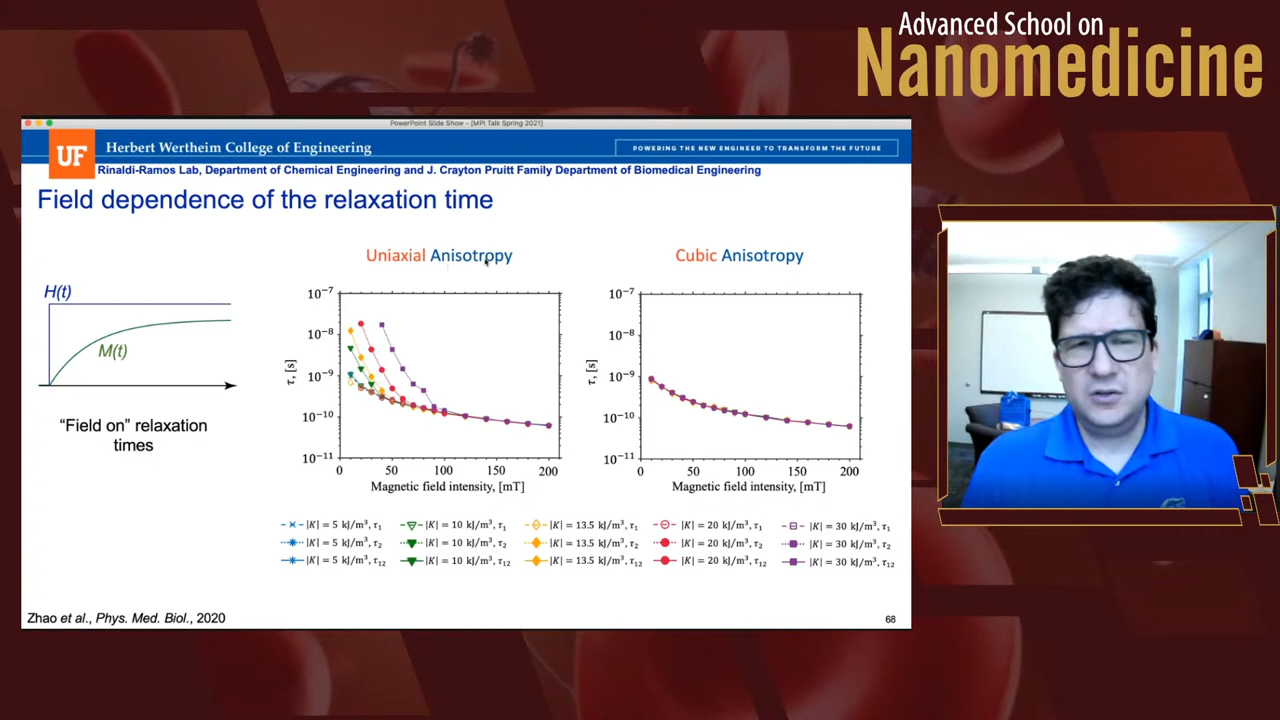 Advanced School on
Nanomedicine
PowerPoint Slide Show - [MPI Talk Spring 2021]
UF
Herbert Wertheim College of Engineering
POWERING THE NEW ENGINEER TO TRANSFORM THE FUTURE
Rinaldi-Ramos Lab, Department of Chemical Engineering and J. Crayton Pruitt Family Department of Biomedical Engineering
Field dependence of the relaxation time
H(t)
M(t)
“Field on” relaxation
times
Uniaxial Anisotropy
10⁻⁷
10⁻⁸
10⁻⁹
10⁻¹⁰
10⁻¹¹
τ, [s]
0 50 100 150 200
Magnetic field intensity, [mT]
Cubic Anisotropy
10⁻⁷
10⁻⁸
10⁻⁹
10⁻¹⁰
10⁻¹¹
τ, [s]
0 50 100 150 200
Magnetic field intensity, [mT]
|K| = 5 kJ/m³, τ₁ |K| = 10 kJ/m³, τ₁ |K| = 13.5 kJ/m³, τ₁ |K| = 20 kJ/m³, τ₁ |K| = 30 kJ/m³, τ₁
|K| = 5 kJ/m³, τ₂ |K| = 10 kJ/m³, τ₂ |K| = 13.5 kJ/m³, τ₂ |K| = 20 kJ/m³, τ₂ |K| = 30 kJ/m³, τ₂
|K| = 5 kJ/m³, τ₁₂ |K| = 10 kJ/m³, τ₁₂ |K| = 13.5 kJ/m³, τ₁₂ |K| = 20 kJ/m³, τ₁₂ |K| = 30 kJ/m³, τ₁₂
Zhao et al., Phys. Med. Biol., 2020
68